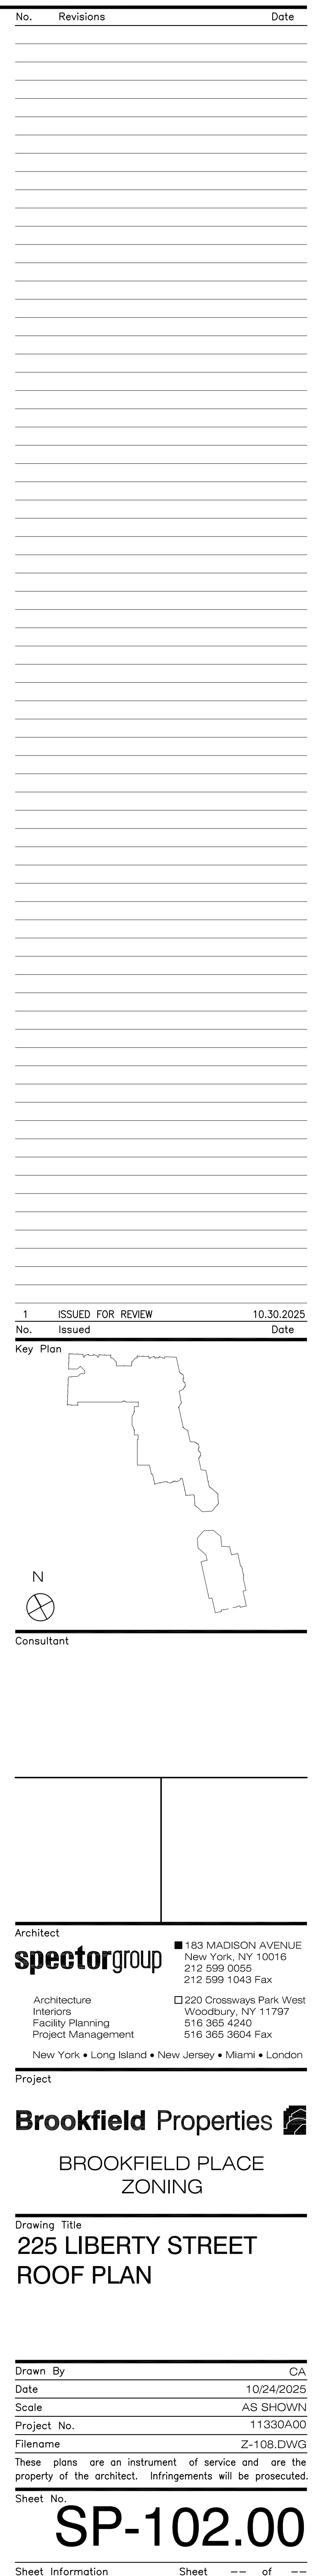 No. Revisions Date
1 ISSUED FOR REVIEW 10.30.2025
No. Issued Date
Key Plan
N
Consultant
Architect
spectorgroup
■ 183 MADISON AVENUE
New York, NY 10016
212 599 0055
212 599 1043 Fax
Architecture
Interiors
Facility Planning
Project Management
□ 220 Crossways Park West
Woodbury, NY 11797
516 365 4240
516 365 3604 Fax
New York • Long Island • New Jersey • Miami • London
Project
Brookfield Properties
BROOKFIELD PLACE
ZONING
Drawing Title
225 LIBERTY STREET
ROOF PLAN
Drawn By CA
Date 10/24/2025
Scale AS SHOWN
Project No. 11330A00
Filename Z-108.DWG
These plans are an instrument of service and are the
property of the architect. Infringements will be prosecuted.
Sheet No.
SP-102.00
Sheet Information Sheet -- of --